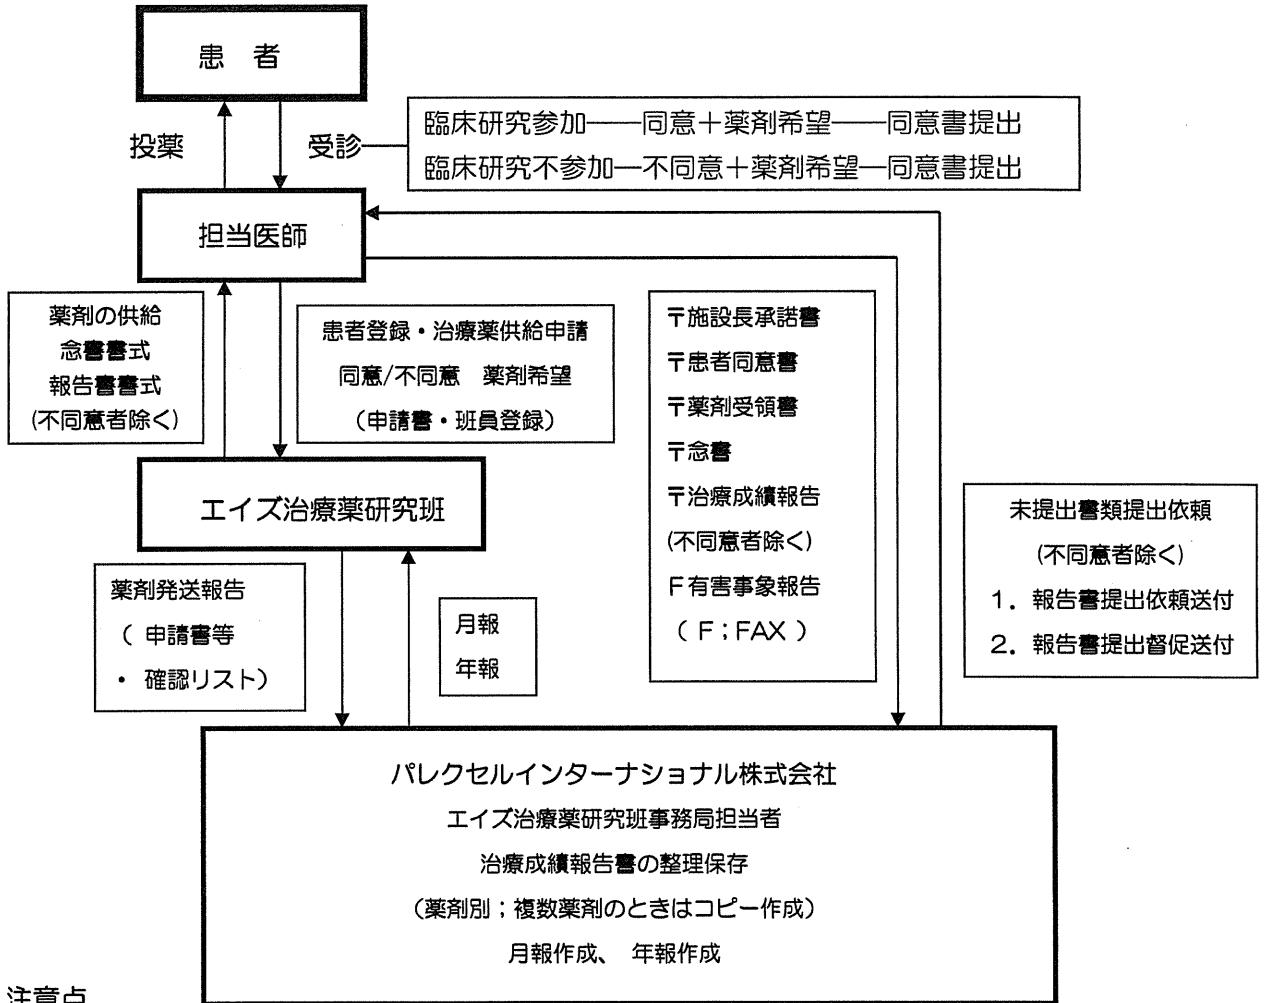 患　者
投薬
受診
臨床研究参加――同意＋薬剤希望――同意書提出
臨床研究不参加―不同意＋薬剤希望―同意書提出
担当医師
薬剤の供給
念書書式
報告書書式
(不同意者除く)
患者登録・治療薬供給申請
同意/不同意　薬剤希望
（申請書・班員登録）
〒施設長承諾書
〒患者同意書
〒薬剤受領書
〒念書
〒治療成績報告
(不同意者除く)
Ｆ有害事象報告
（ Ｆ；FAX ）
未提出書類提出依頼
(不同意者除く)
１．報告書提出依頼送付
２．報告書提出督促送付
エイズ治療薬研究班
薬剤発送報告
（ 申請書等
・ 確認リスト）
月報
年報
パレクセルインターナショナル株式会社
エイズ治療薬研究班事務局担当者
治療成績報告書の整理保存
（薬剤別；複数薬剤のときはコピー作成）
月報作成、 年報作成
注意点